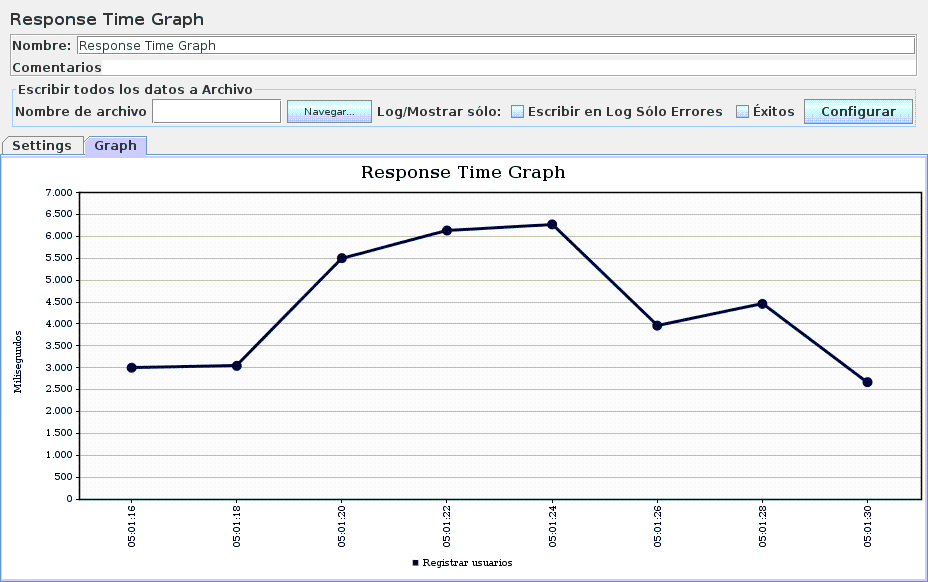 Response Time Graph
Nombre: Response Time Graph
Comentarios
Escribir todos los datos a Archivo
Nombre de archivo Navegar... Log/Mostrar sólo: Escribir en Log Sólo Errores Éxitos Configurar
Settings Graph
Response Time Graph
7.000
6.500
6.000
5.500
5.000
4.500
4.000
3.500
3.000
2.500
2.000
1.500
1.000
500
0
Milisegundos
05:01:16 05:01:18 05:01:20 05:01:22 05:01:24 05:01:26 05:01:28 05:01:30
Registrar usuarios